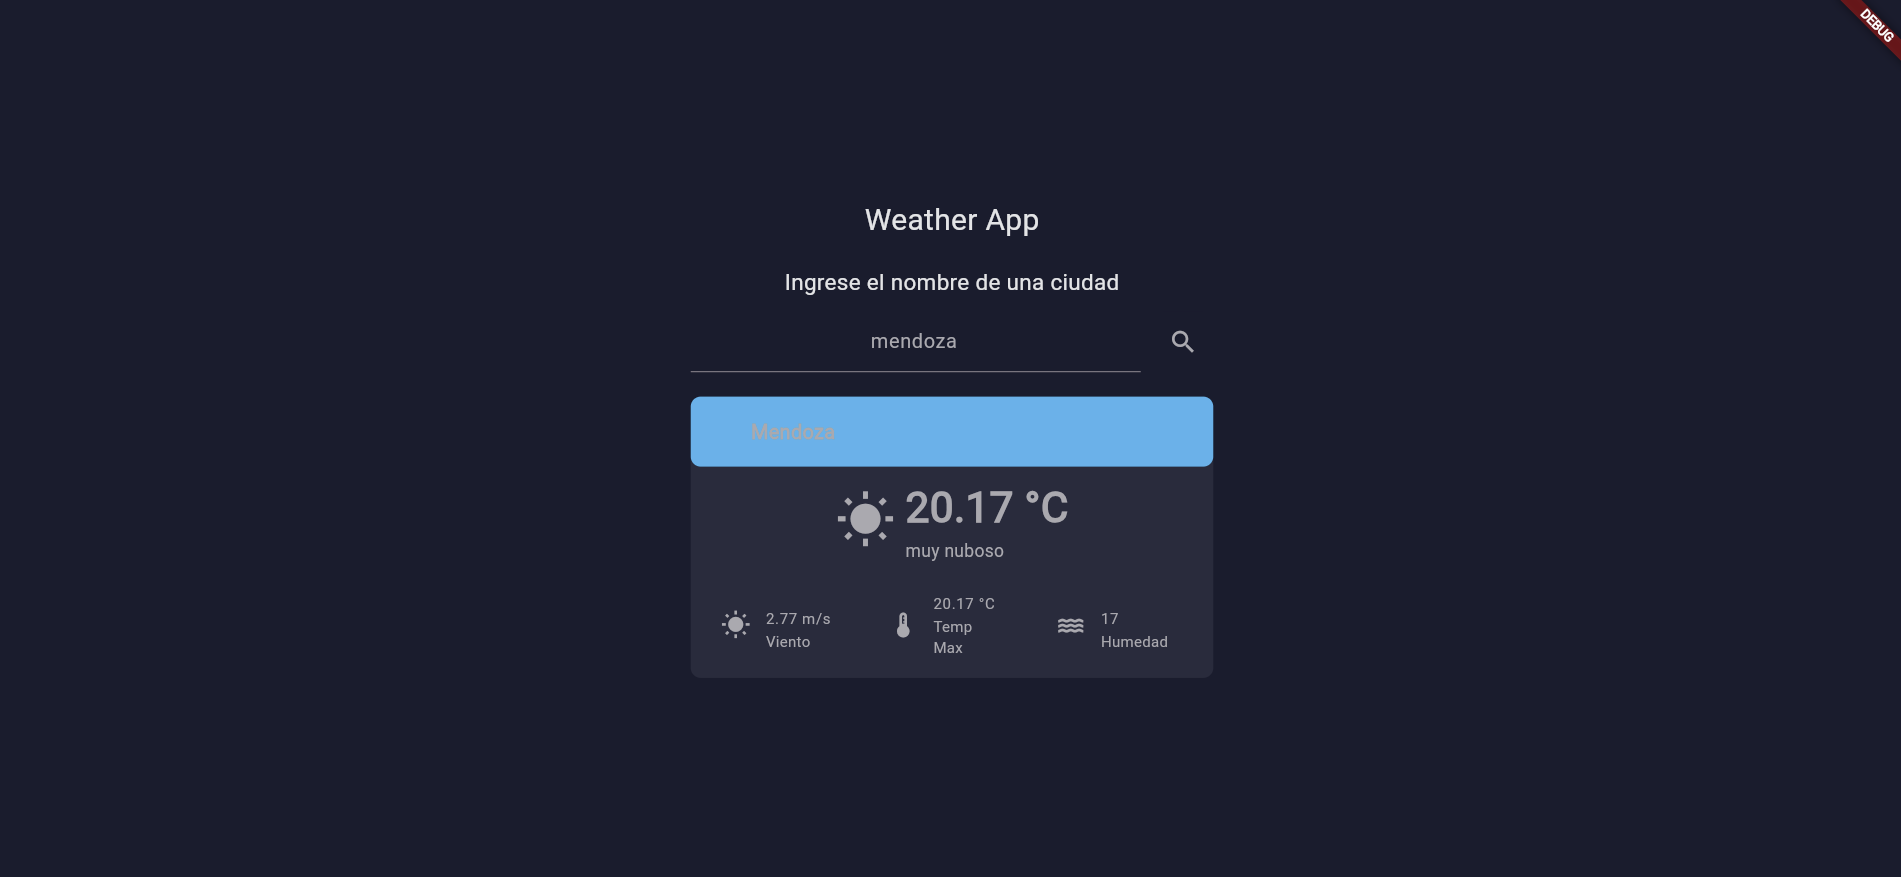 DEBUG
Weather App
Ingrese el nombre de una ciudad
mendoza
Mendoza
20.17 °C
muy nuboso
2.77 m/s
Viento
20.17 °C
Temp
Max
17
Humedad